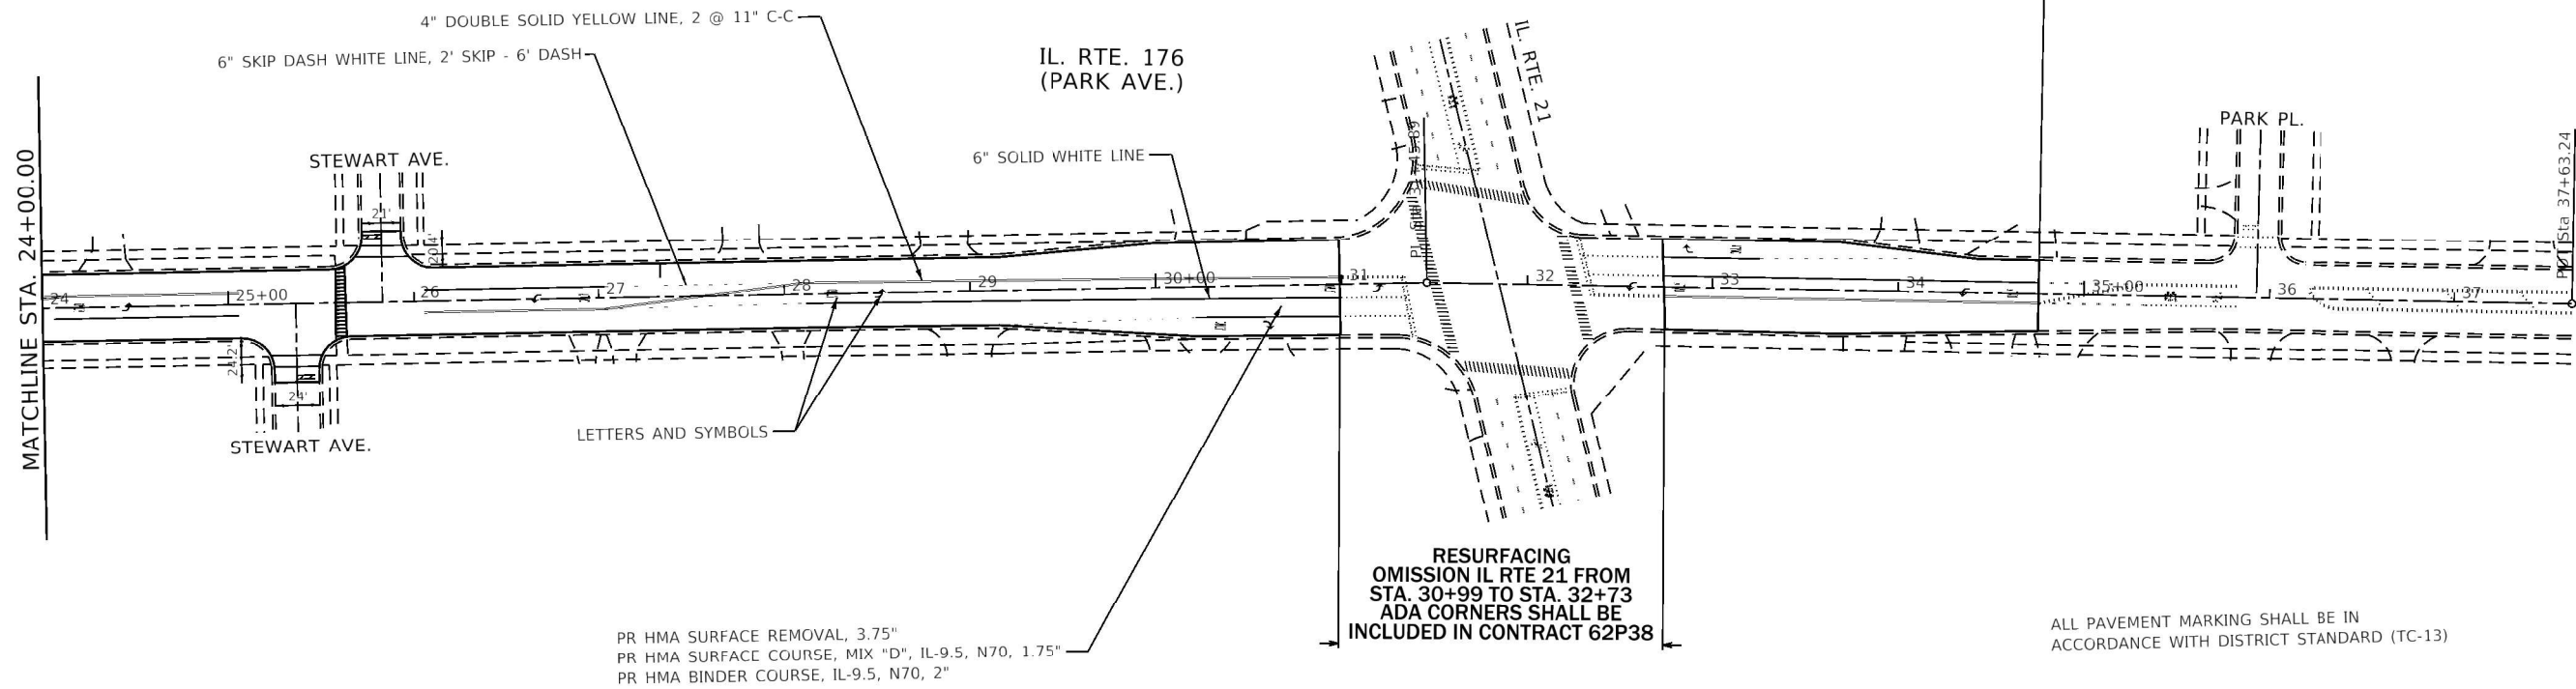 4" DOUBLE SOLID YELLOW LINE, 2 @ 11" C-C
6" SKIP DASH WHITE LINE, 2' SKIP - 6' DASH
IL. RTE. 176
(PARK AVE.)
IL. RTE. 21
PARK PL.
STEWART AVE.
6" SOLID WHITE LINE
MATCHLINE STA. 24+00.00
21'
24
25+00
26
27
28
29
30+00
31
32
33
34
35+00
36
37
Sta 37+63.24
24'
STEWART AVE.
LETTERS AND SYMBOLS
RESURFACING
OMISSION IL RTE 21 FROM
STA. 30+99 TO STA. 32+73
ADA CORNERS SHALL BE
INCLUDED IN CONTRACT 62P38
PR HMA SURFACE REMOVAL, 3.75"
PR HMA SURFACE COURSE, MIX "D", IL-9.5, N70, 1.75"
PR HMA BINDER COURSE, IL-9.5, N70, 2"
ALL PAVEMENT MARKING SHALL BE IN
ACCORDANCE WITH DISTRICT STANDARD (TC-13)